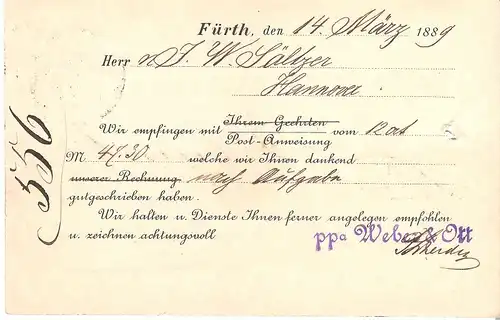 Fürth, den 14. März 1889
Herr n J. W. Sältzer
Hannover
556
Wir empfingen mit Ihrem Geehrten
Post-Anweisung vom 12 ct
M 47.30 welche wir Ihnen dankend
unserer Rechnung nach Aufgabe
gutgeschrieben haben.
Wir halten u Dienste Ihnen ferner angelegen empfohlen
u. zeichnen achtungsvoll
ppa Weber & Ott